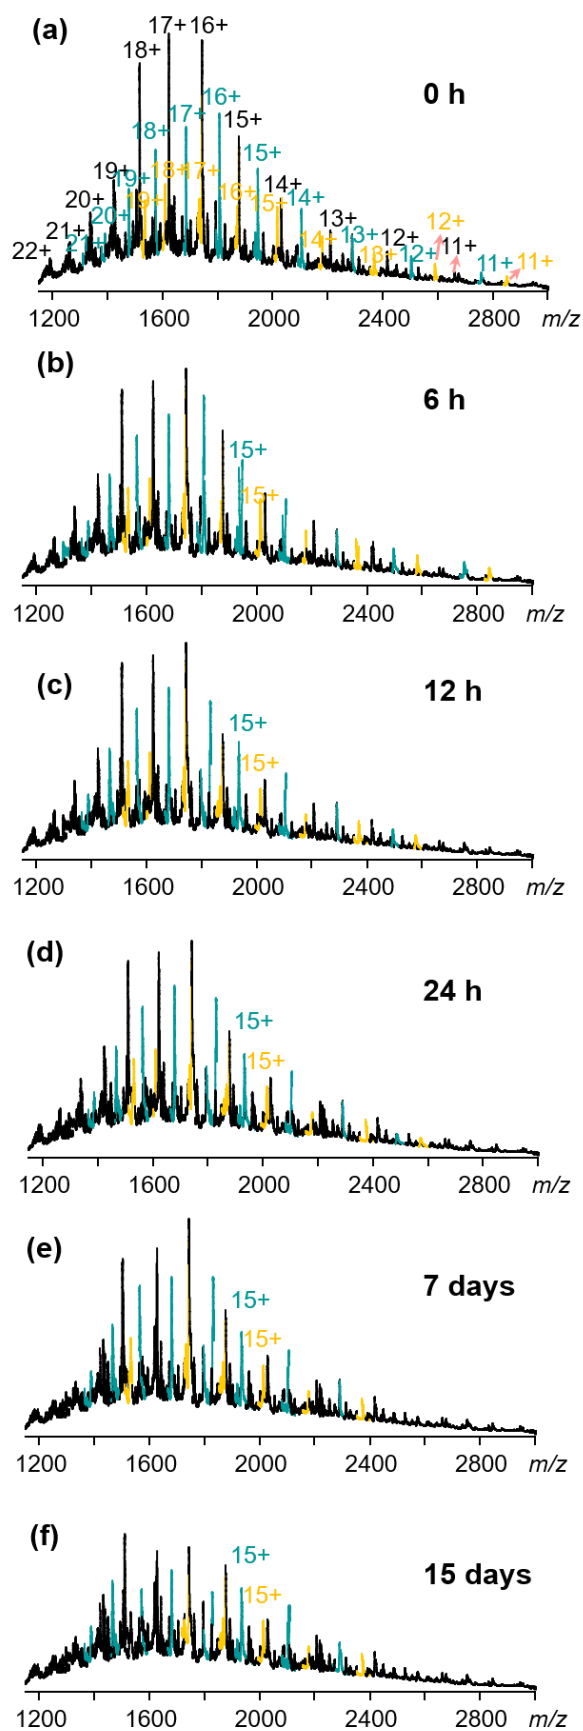 (a)
17+ 16+
18+
0 h
16+
15+
17+
18+
15+
19+ 18+ 17+
19+ 14+
20+ 19+ 16+ 15+ 14+
20+ 13+ 12+
21+ 14+ 13+ 12+ 11+
22+ 21+ 13+ 12+ 11+ 11+
1200 1600 2000 2400 2800 m/z
(b)
6 h
15+
15+
1200 1600 2000 2400 2800 m/z
(c)
12 h
15+
15+
1200 1600 2000 2400 2800 m/z
(d)
24 h
15+
15+
1200 1600 2000 2400 2800 m/z
(e)
7 days
15+
15+
1200 1600 2000 2400 2800 m/z
(f)
15+
15 days
15+
1200 1600 2000 2400 2800 m/z